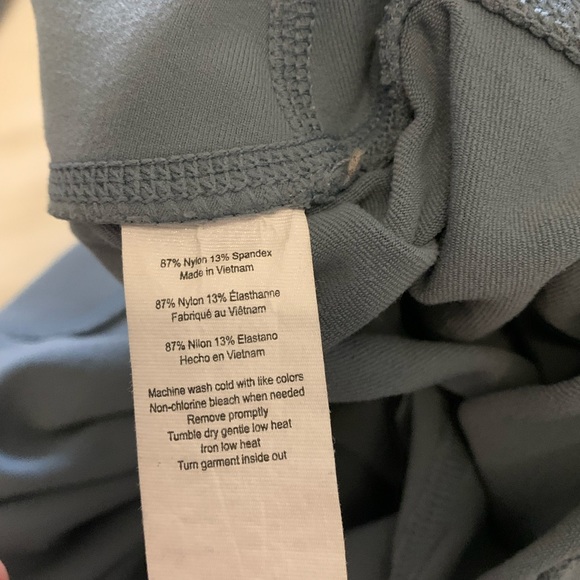 87% Nylon 13% Spandex
Made in Vietnam
87% Nylon 13% Élasthanne
Fabriqué au Viêtnam
87% Nilon 13% Elastano
Hecho en Vietnam
Machine wash cold with like colors
Non-chlorine bleach when needed
Remove promptly
Tumble dry gentle low heat
Iron low heat
Turn garment inside out